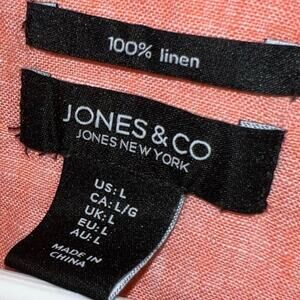 100% linen
JONES & CO
JONES NEW YORK
US: L
CA: L/G
UK: L
EU: L
AU: L
MADE IN
CHINA